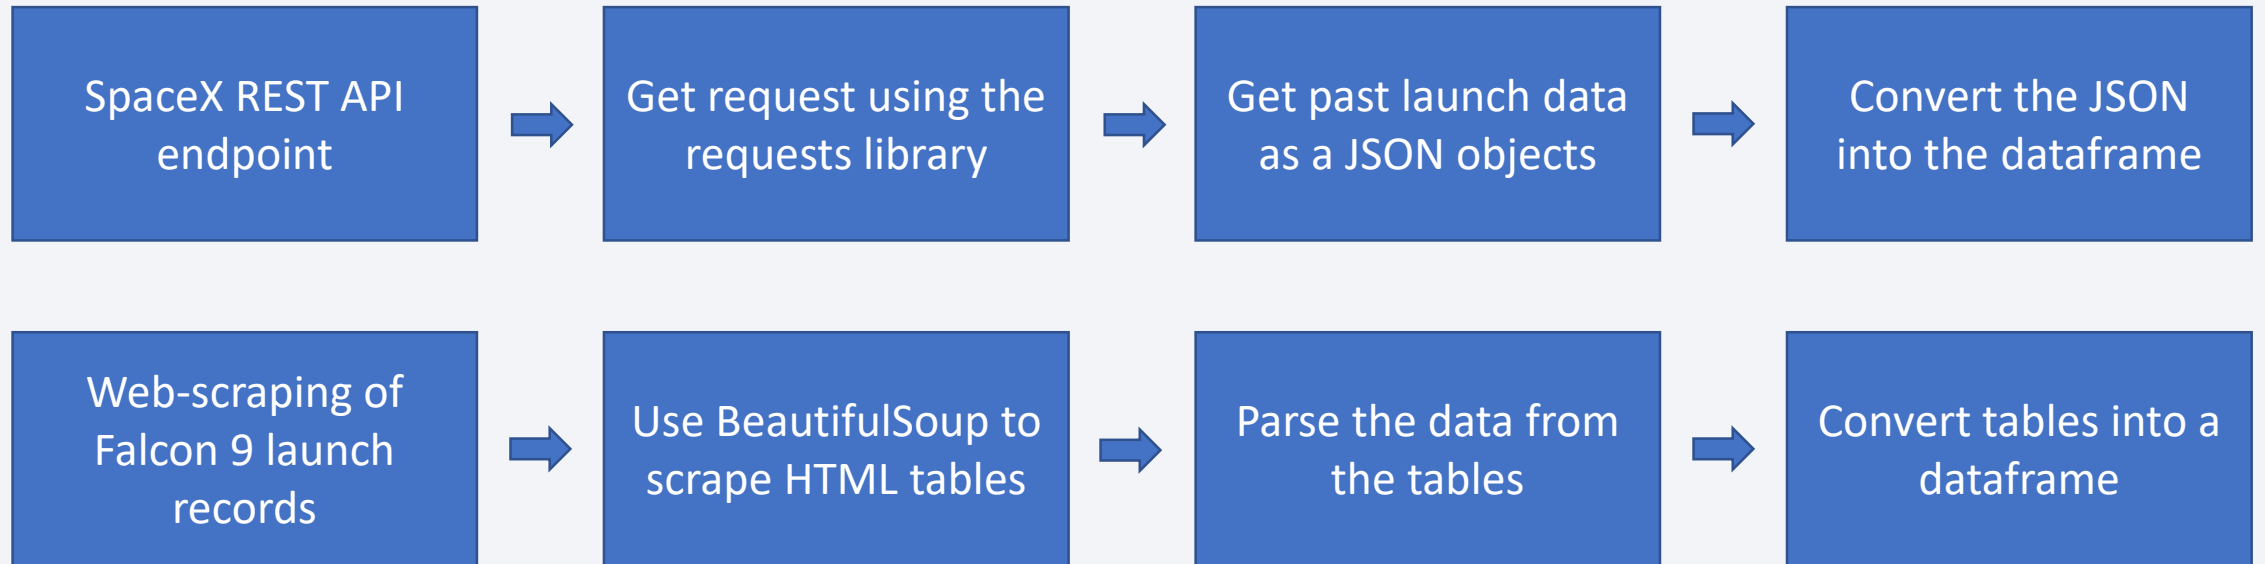 SpaceX REST API
endpoint
Get request using the
requests library
Get past launch data
as a JSON objects
Convert the JSON
into the dataframe
Web-scraping of
Falcon 9 launch
records
Use BeautifulSoup to
scrape HTML tables
Parse the data from
the tables
Convert tables into a
dataframe